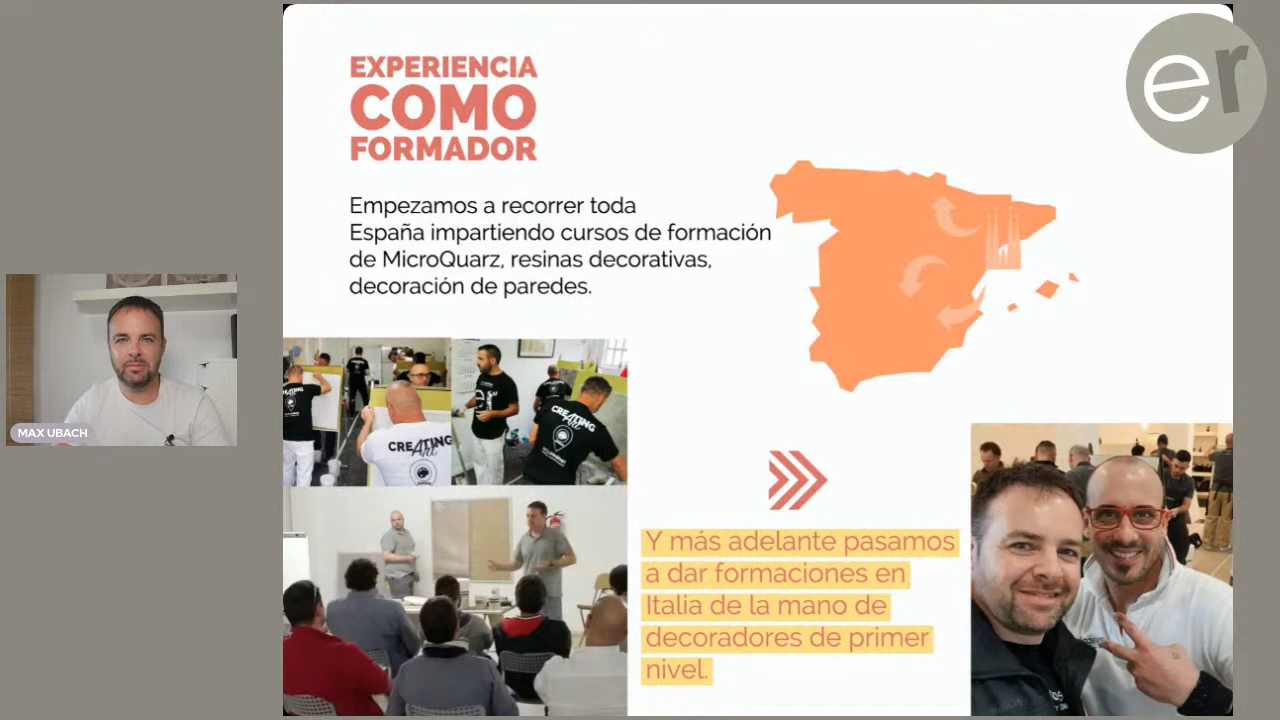 EXPERIENCIA
COMO
FORMADOR
er
Empezamos a recorrer toda
España impartiendo cursos de formación
de MicroQuarz, resinas decorativas,
decoración de paredes.
MAX UBACH
CREATING
Art
CREATING
Art
Y más adelante pasamos
a dar formaciones en
Italia de la mano de
decoradores de primer
nivel.